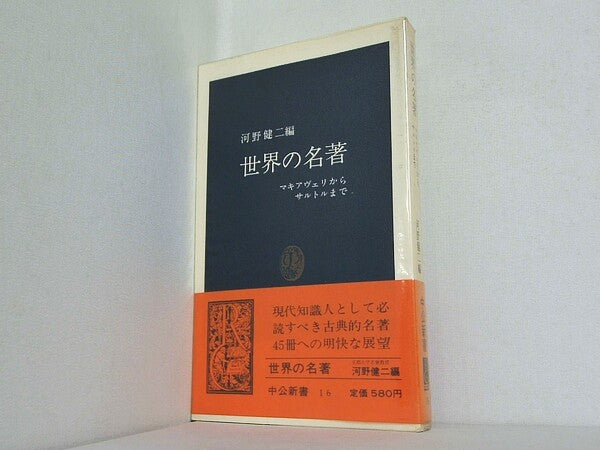 河野健二編
世界の名著
マキアヴェリから
サルトルまで
現代知識人として必
読すべき古典的名著
45冊への明快な展望
世界の名著
河野健二編
中公新書 16 定価580円